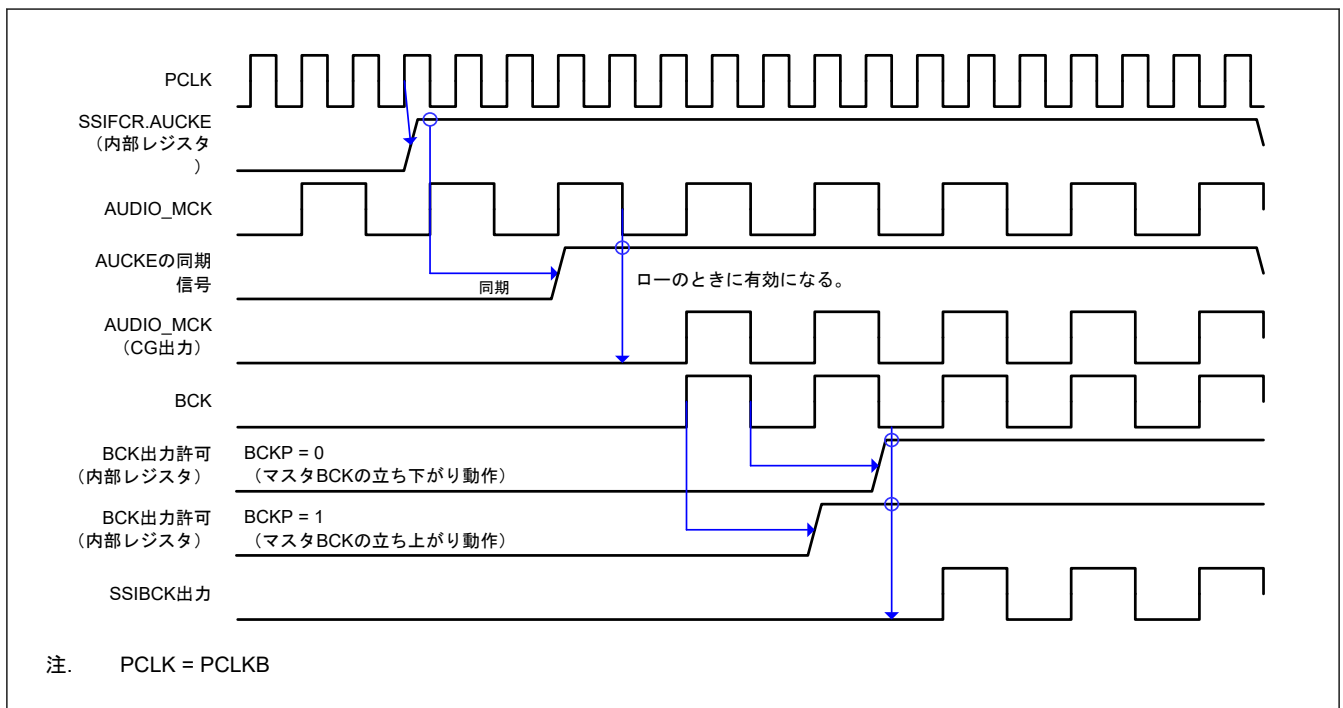 PCLK
SSIFCR.AUCKE
（内部レジスタ
）
AUDIO_MCK
AUCKEの同期
信号
同期
ローのときに有効になる。
AUDIO_MCK
（CG出力）
BCK
BCK出力許可
（内部レジスタ）
BCKP = 0
（マスタBCKの立ち下がり動作）
BCK出力許可
（内部レジスタ）
BCKP = 1
（マスタBCKの立ち上がり動作）
SSIBCK出力
注. PCLK = PCLKB